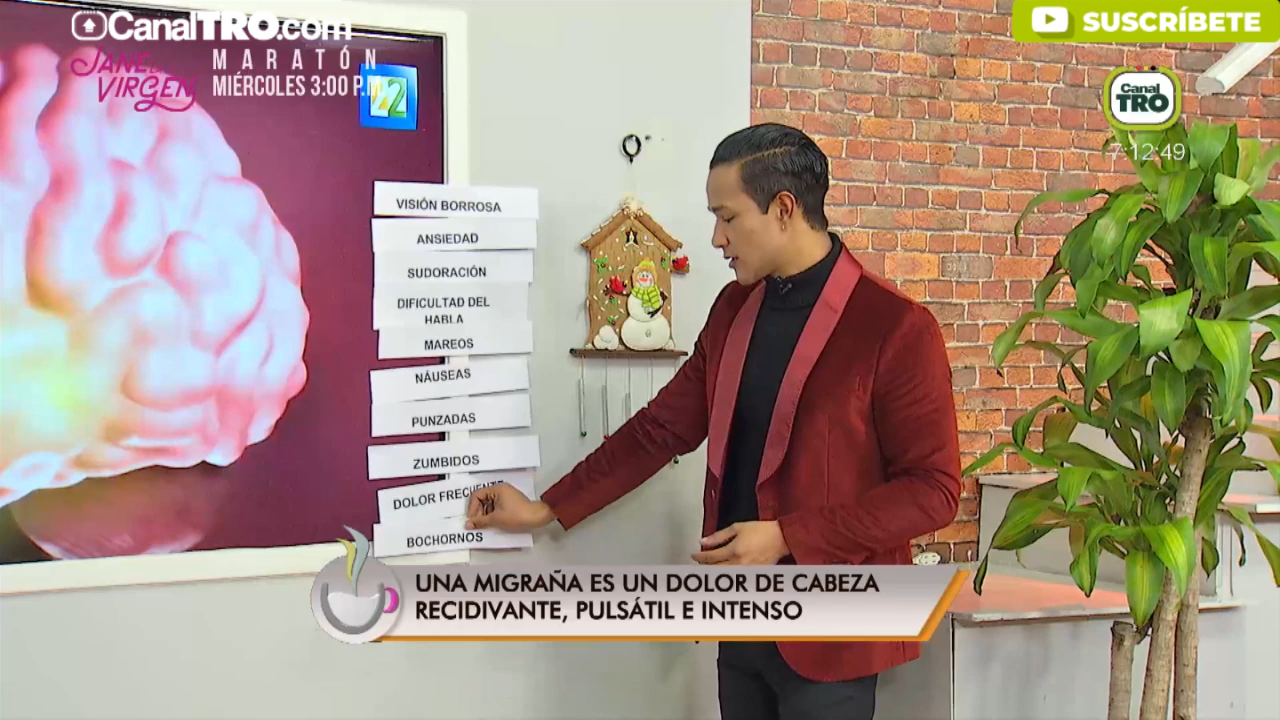 CanalTRO.com
JANE LA VIRGEN
MARATÓN
MIÉRCOLES 3:00 P.M.
SUSCRÍBETE
Canal
TRO
7:12:49
VISIÓN BORROSA
ANSIEDAD
SUDORACIÓN
DIFICULTAD DEL
HABLA
MAREOS
NÁUSEAS
PUNZADAS
ZUMBIDOS
DOLOR FRECUENTE
BOCHORNOS
UNA MIGRAÑA ES UN DOLOR DE CABEZA
RECIDIVANTE, PULSÁTIL E INTENSO